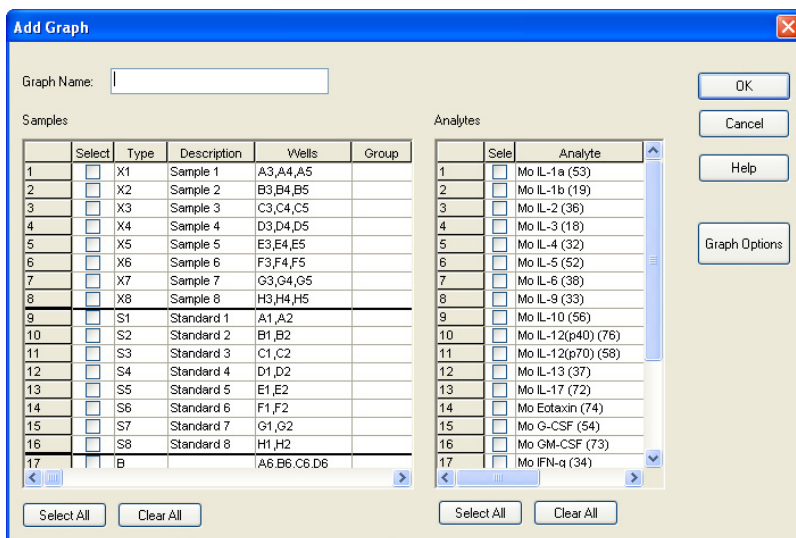 Add Graph
Graph Name:
OK
Samples
Analytes
Cancel
Select Type Description Wells Group
Sele Analyte
Help
1 X1 Sample 1 A3,A4,A5
2 X2 Sample 2 B3,B4,B5
3 X3 Sample 3 C3,C4,C5
4 X4 Sample 4 D3,D4,D5
5 X5 Sample 5 E3,E4,E5
6 X6 Sample 6 F3,F4,F5
7 X7 Sample 7 G3,G4,G5
8 X8 Sample 8 H3,H4,H5
9 S1 Standard 1 A1,A2
10 S2 Standard 2 B1,B2
11 S3 Standard 3 C1,C2
12 S4 Standard 4 D1,D2
13 S5 Standard 5 E1,E2
14 S6 Standard 6 F1,F2
15 S7 Standard 7 G1,G2
16 S8 Standard 8 H1,H2
17 B A6,B6,C6,D6
1 Mo IL-1a (53)
2 Mo IL-1b (19)
3 Mo IL-2 (36)
4 Mo IL-3 (18)
5 Mo IL-4 (32)
6 Mo IL-5 (52)
7 Mo IL-6 (38)
8 Mo IL-9 (33)
9 Mo IL-10 (56)
10 Mo IL-12(p40) (76)
11 Mo IL-12(p70) (58)
12 Mo IL-13 (37)
13 Mo IL-17 (72)
14 Mo Eotaxin (74)
15 Mo G-CSF (54)
16 Mo GM-CSF (73)
17 Mo IFN-g (34)
Graph Options
Select All
Clear All
Select All
Clear All